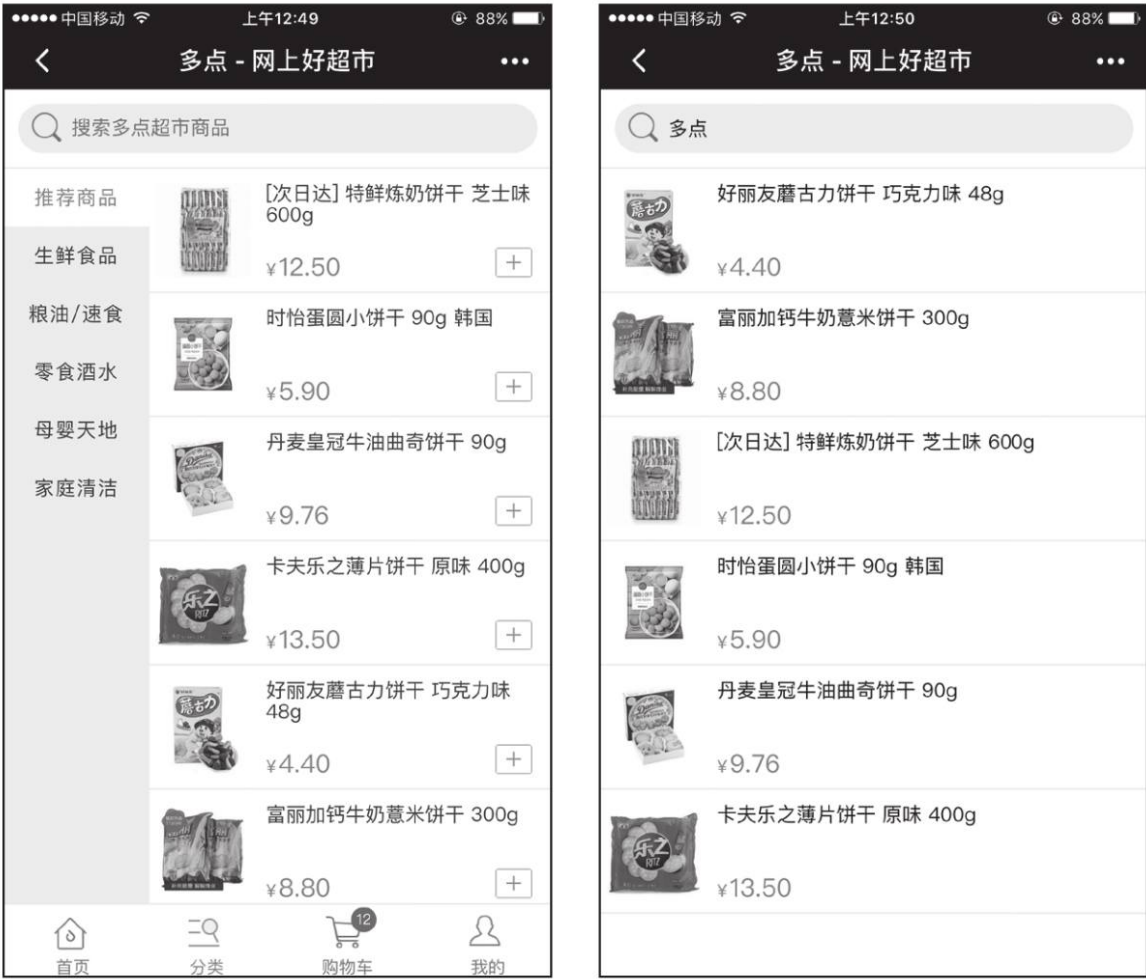 中国移动
上午12:49
88%
多点 - 网上好超市
搜索多点超市商品
推荐商品
生鲜食品
粮油/速食
零食酒水
母婴天地
家庭清洁
[次日达] 特鲜炼奶饼干 芝士味
600g
¥12.50
时怡蛋圆小饼干 90g 韩国
¥5.90
丹麦皇冠牛油曲奇饼干 90g
¥9.76
卡夫乐之薄片饼干 原味 400g
乐之
RITZ
¥13.50
好丽友蘑古力饼干 巧克力味
48g
蘑古力
¥4.40
富丽加钙牛奶薏米饼干 300g
¥8.80
首页
分类
12
购物车
我的
中国移动
上午12:50
88%
多点 - 网上好超市
多点
好丽友蘑古力饼干 巧克力味 48g
蘑古力
¥4.40
富丽加钙牛奶薏米饼干 300g
¥8.80
[次日达] 特鲜炼奶饼干 芝士味 600g
¥12.50
时怡蛋圆小饼干 90g 韩国
¥5.90
丹麦皇冠牛油曲奇饼干 90g
¥9.76
卡夫乐之薄片饼干 原味 400g
乐之
RITZ
¥13.50